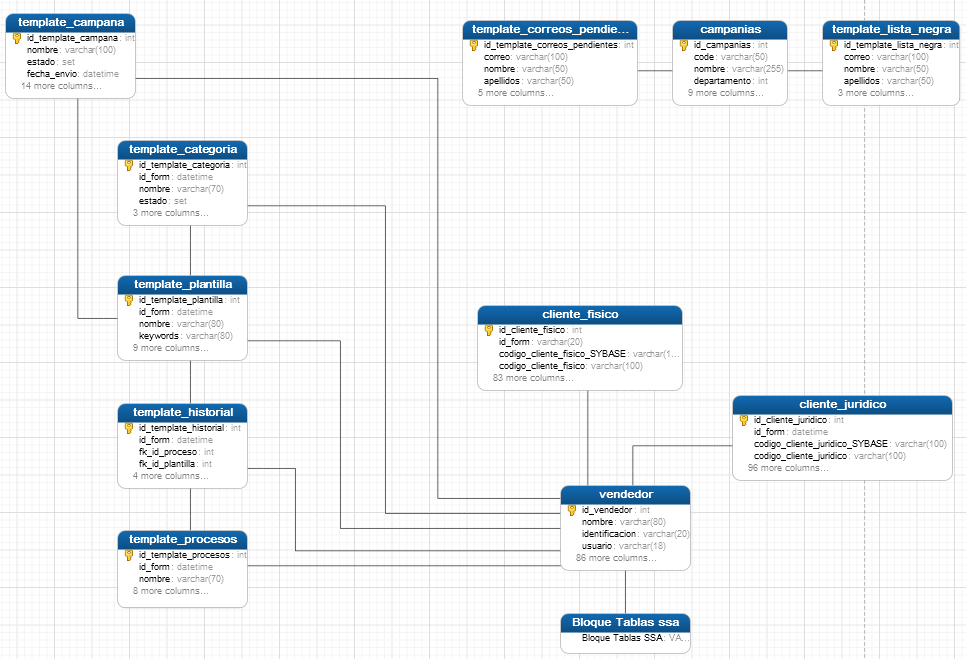 template_campana
id_template_campana: int
nombre: varchar(100)
estado: set
fecha_envio: datetime
14 more columns...
template_correos_pendie...
id_template_correos_pendientes: int
correo: varchar(100)
nombre: varchar(50)
apellidos: varchar(50)
5 more columns...
campanias
id_campanias: int
code: varchar(50)
nombre: varchar(255)
departamento: int
9 more columns...
template_lista_negra
id_template_lista_negra: int
correo: varchar(100)
nombre: varchar(50)
apellidos: varchar(50)
3 more columns...
template_categoria
id_template_categoria: int
id_form: datetime
nombre: varchar(70)
estado: set
3 more columns...
template_plantilla
id_template_plantilla: int
id_form: datetime
nombre: varchar(80)
keywords: varchar(80)
9 more columns...
cliente_fisico
id_cliente_fisico: int
id_form: varchar(20)
codigo_cliente_fisico_SYBASE: varchar(1...
codigo_cliente_fisico: varchar(100)
83 more columns...
template_historial
id_template_historial: int
id_form: datetime
fk_id_proceso: int
fk_id_plantilla: int
4 more columns...
cliente_juridico
id_cliente_juridico: int
id_form: datetime
codigo_cliente_juridico_SYBASE: varchar(100)
codigo_cliente_juridico: varchar(100)
96 more columns...
vendedor
id_vendedor: int
nombre: varchar(80)
identificacion: varchar(20)
usuario: varchar(18)
86 more columns...
template_procesos
id_template_procesos: int
id_form: datetime
nombre: varchar(70)
8 more columns...
Bloque Tablas ssa
Bloque Tablas SSA: VA...